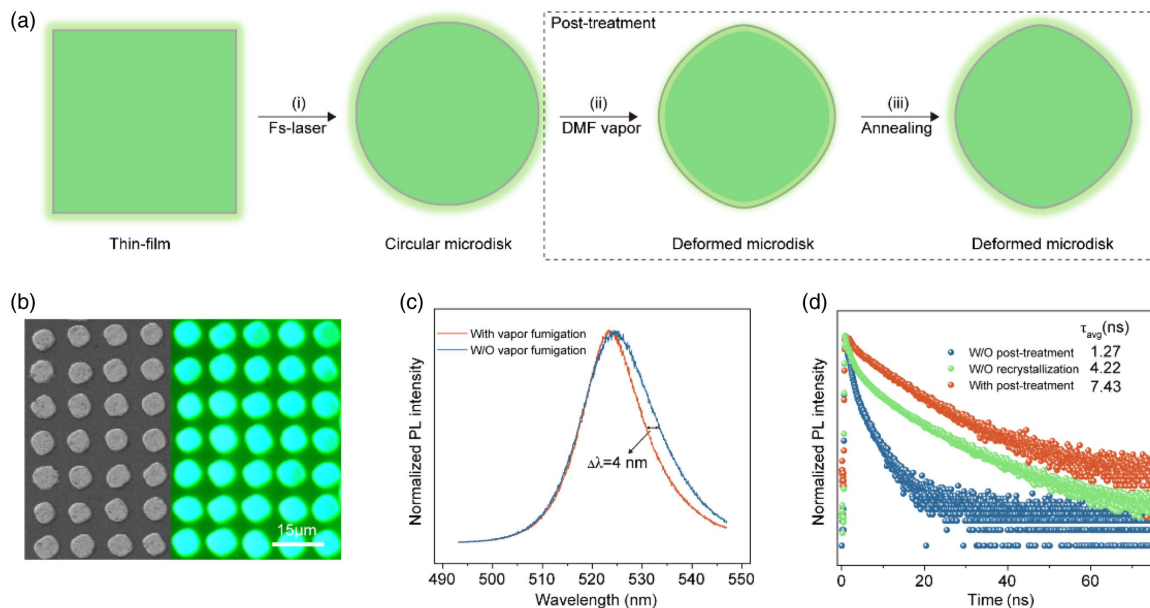 (a)
Post-treatment
(i)
Fs-laser
(ii)
DMF vapor
(iii)
Annealing
Thin-film
Circular microdisk
Deformed microdisk
Deformed microdisk
(b)
15μm
(c)
Normalized PL intensity
With vapor fumigation
W/O vapor fumigation
Δλ=4 nm
490 500 510 520 530 540 550
Wavelength (nm)
(d)
Normalized PL intensity
τavg(ns)
W/O post-treatment 1.27
W/O recrystallization 4.22
With post-treatment 7.43
0 20 40 60
Time (ns)